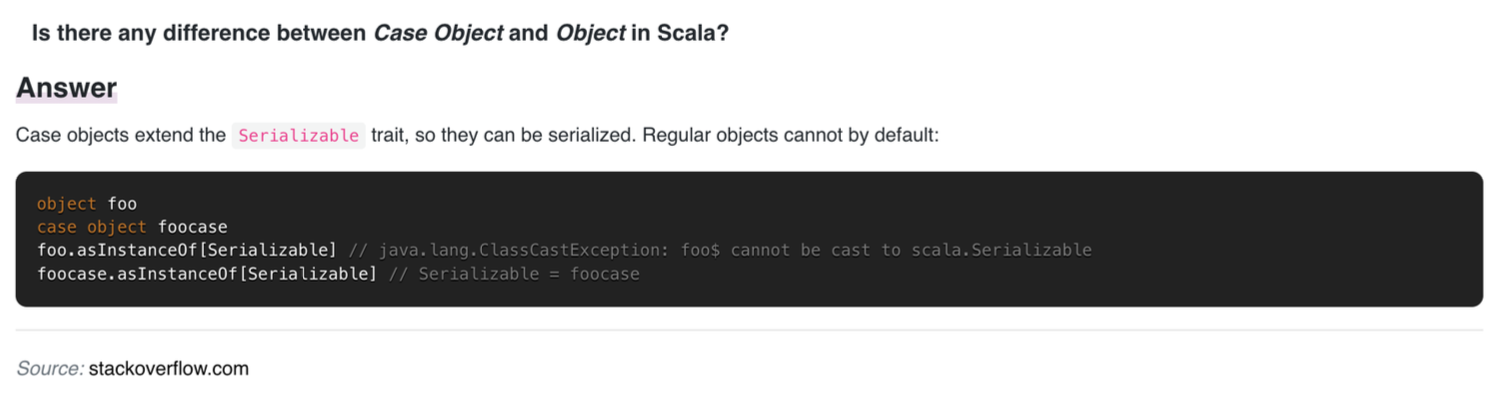 Is there any difference between Case Object and Object in Scala?
Answer
Case objects extend the Serializable trait, so they can be serialized. Regular objects cannot by default:
object foo
case object foocase
foo.asInstanceOf[Serializable] // java.lang.ClassCastException: foo$ cannot be cast to scala.Serializable
foocase.asInstanceOf[Serializable] // Serializable = foocase
Source: stackoverflow.com